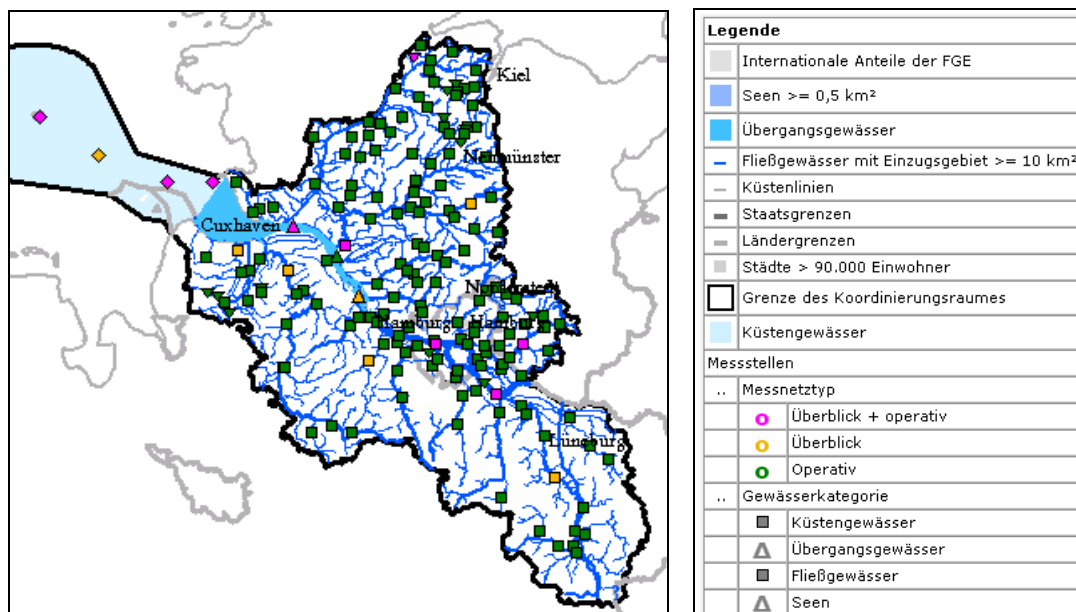 Kiel
Neumünster
Cuxhaven
Norderstedt
Hamburg Hamburg
Lüneburg
Legende
Internationale Anteile der FGE
Seen >= 0,5 km²
Übergangsgewässer
Fließgewässer mit Einzugsgebiet >= 10 km²
Küstenlinien
Staatsgrenzen
Ländergrenzen
Städte > 90.000 Einwohner
Grenze des Koordinierungsraumes
Küstengewässer
Messstellen
.. Messnetztyp
Überblick + operativ
Überblick
Operativ
.. Gewässerkategorie
Küstengewässer
Übergangsgewässer
Fließgewässer
Seen